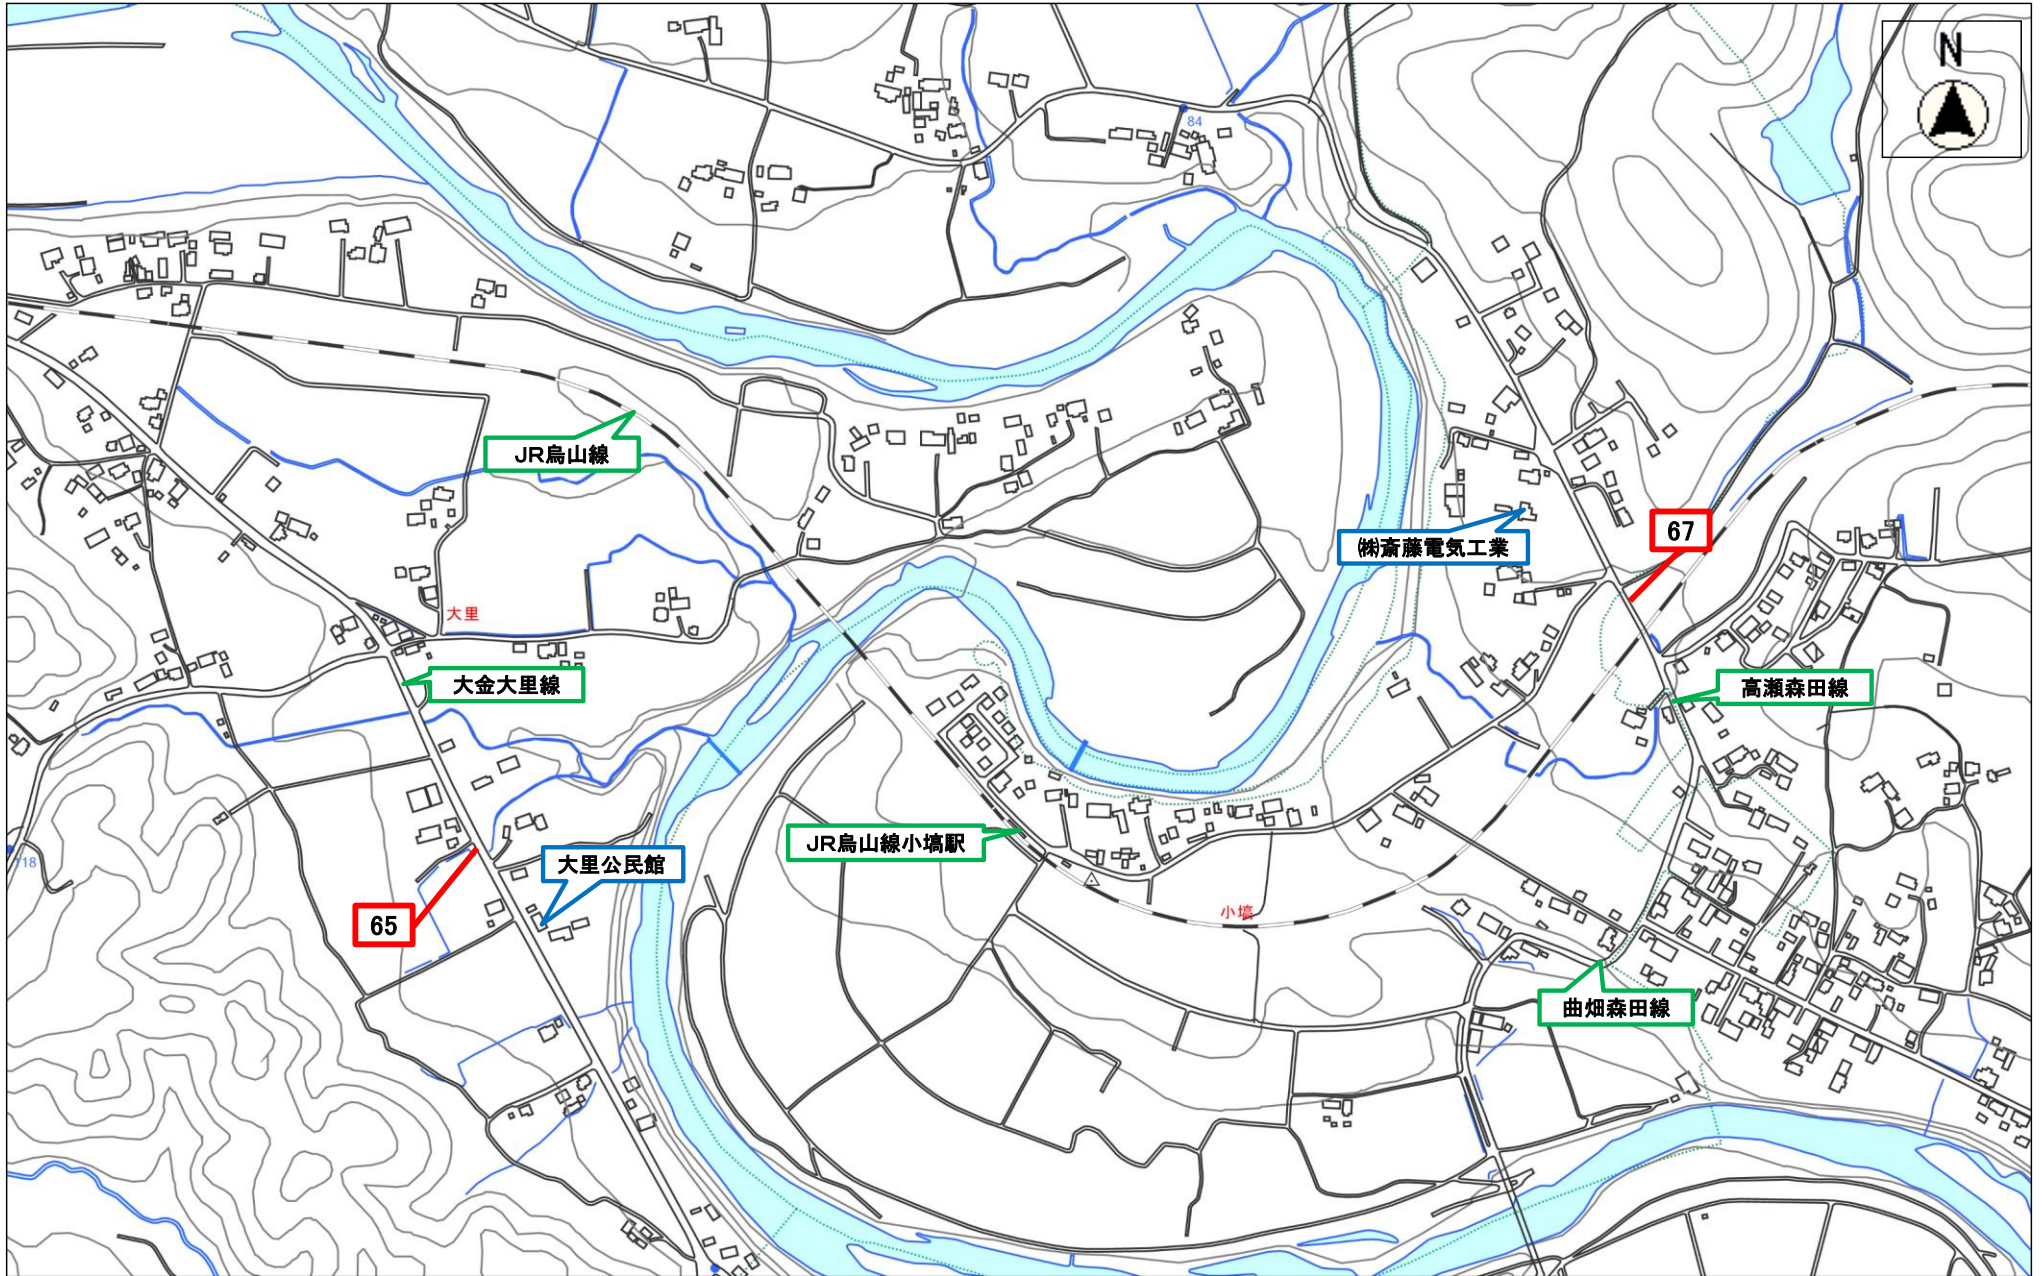 N
84
JR烏山線
67
㈱斎藤電気工業
大里
大金大里線
高瀬森田線
JR烏山線小塙駅
大里公民館
118
65
小塙
曲畑森田線